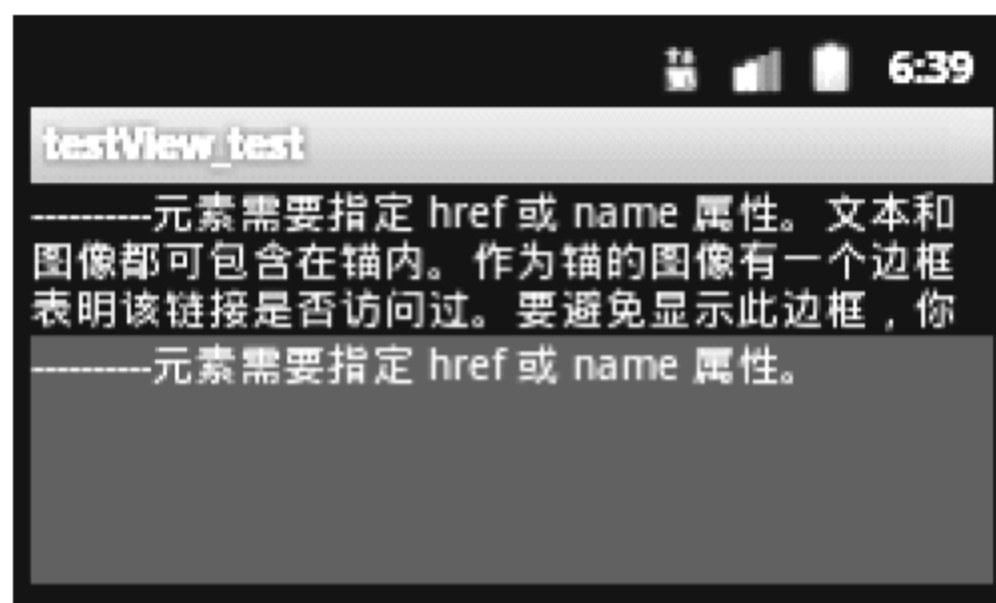 6:39
testView_test
----------元素需要指定 href 或 name 属性。文本和
图像都可包含在锚内。作为锚的图像有一个边框
表明该链接是否访问过。要避免显示此边框，你
----------元素需要指定 href 或 name 属性。